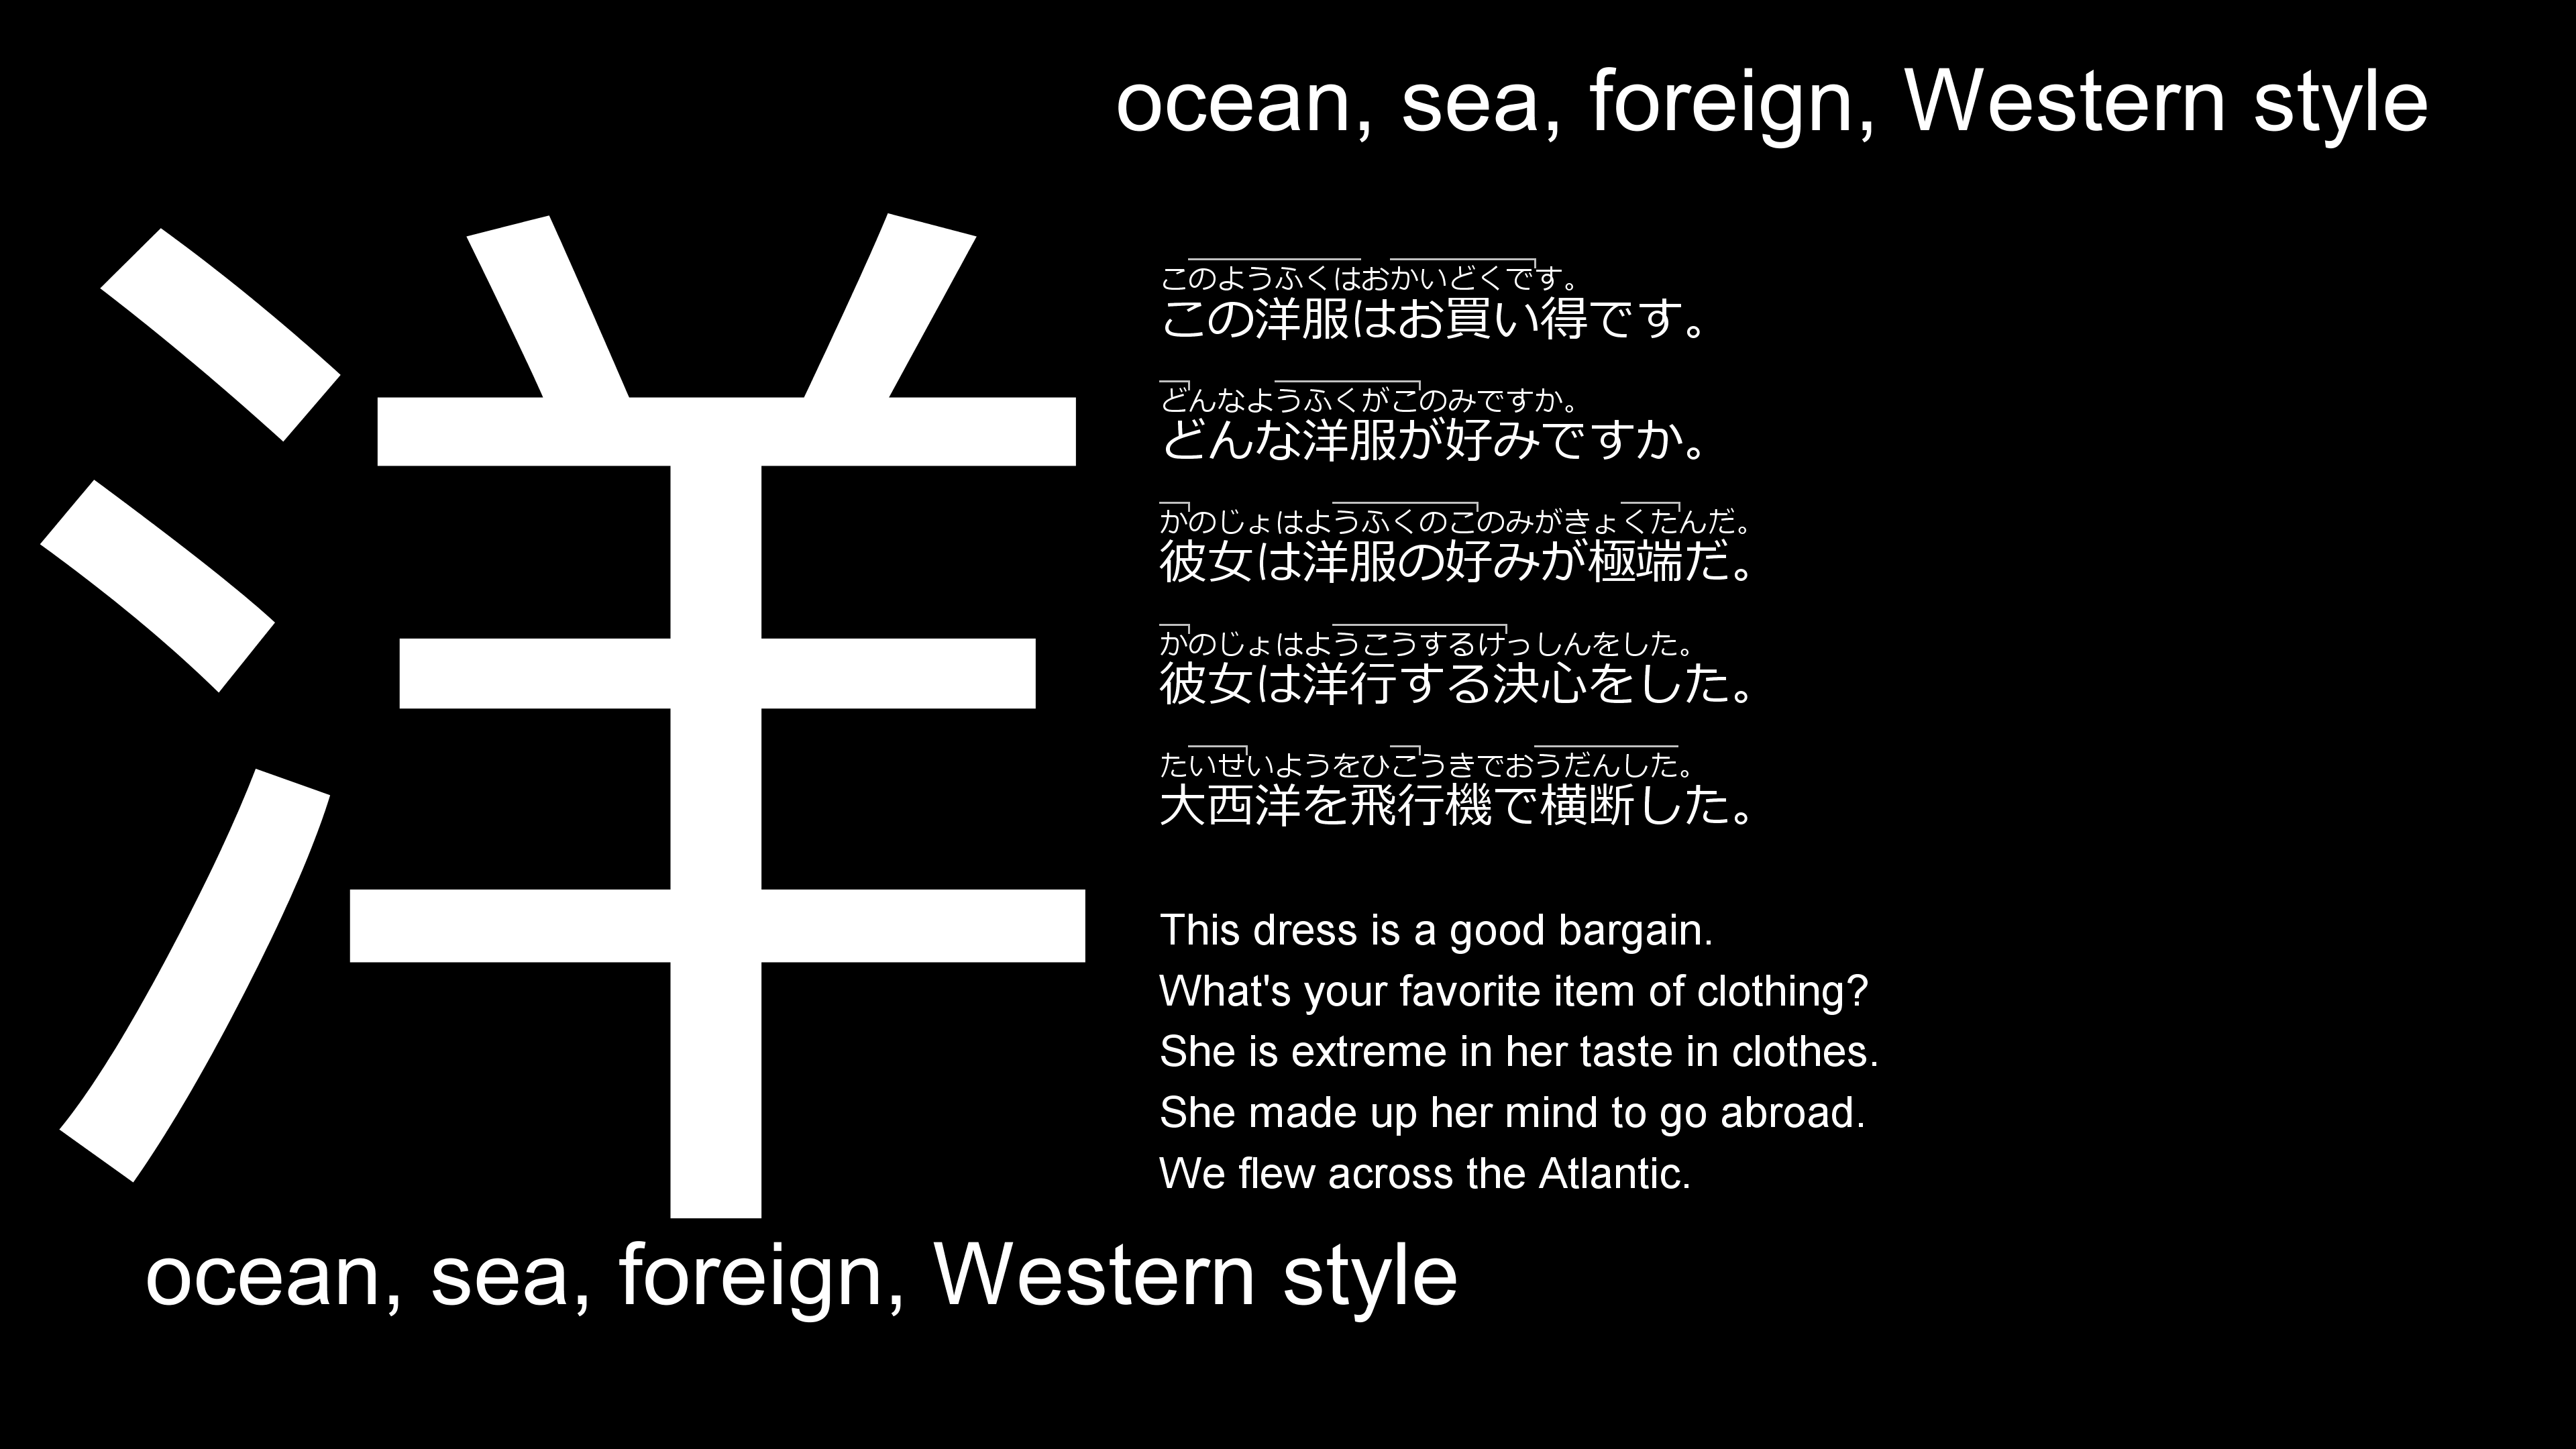 ocean, sea, foreign, Western style
洋
このようふくはおかいどくです。
この洋服はお買い得です。
どんなようふくがこのみですか。
どんな洋服が好みですか。
かのじょはようふくのこのみがきょくたんだ。
彼女は洋服の好みが極端だ。
かのじょはようこうするけっしんをした。
彼女は洋行する決心をした。
たいせいようをひこうきでおうだんした。
大西洋を飛行機で横断した。
This dress is a good bargain.
What's your favorite item of clothing?
She is extreme in her taste in clothes.
She made up her mind to go abroad.
We flew across the Atlantic.
ocean, sea, foreign, Western style